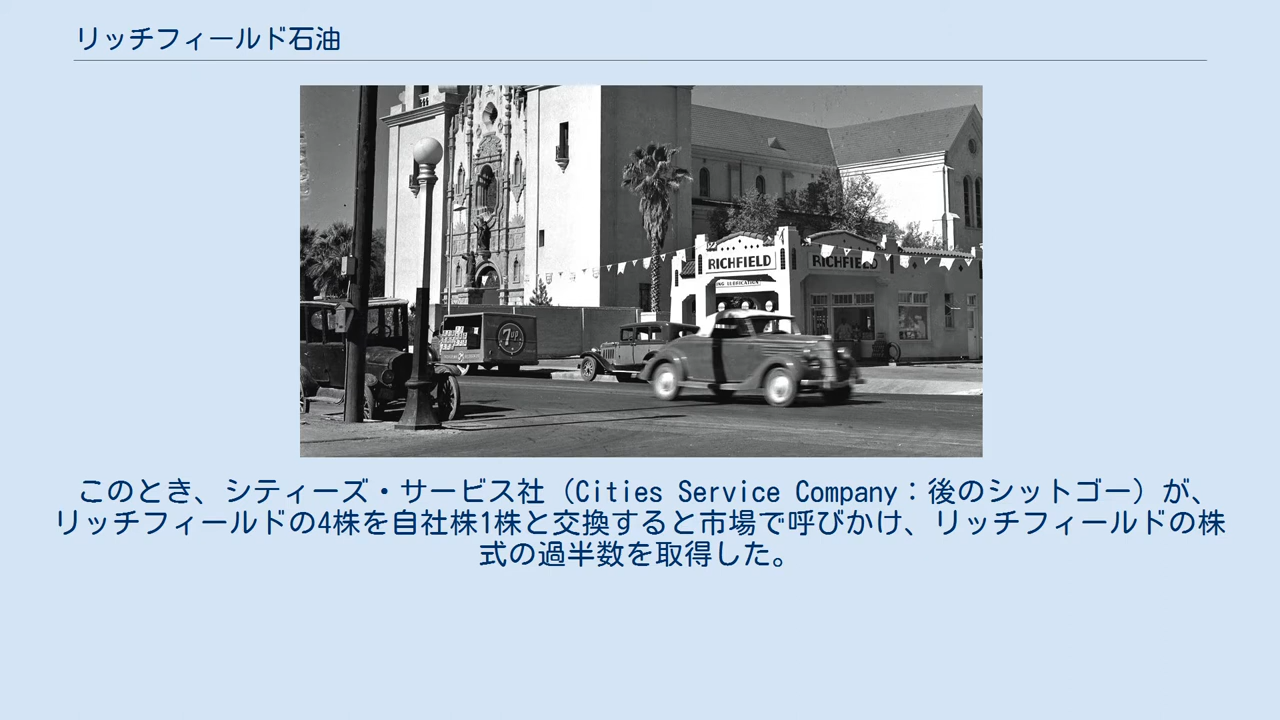 リッチフィールド石油
RICHFIELD
RICHFIELD
LUBRICATION
7up
このとき、シティーズ・サービス社（Cities Service Company：後のシットゴー）が、
リッチフィールドの4株を自社株1株と交換すると市場で呼びかけ、リッチフィールドの株
式の過半数を取得した。